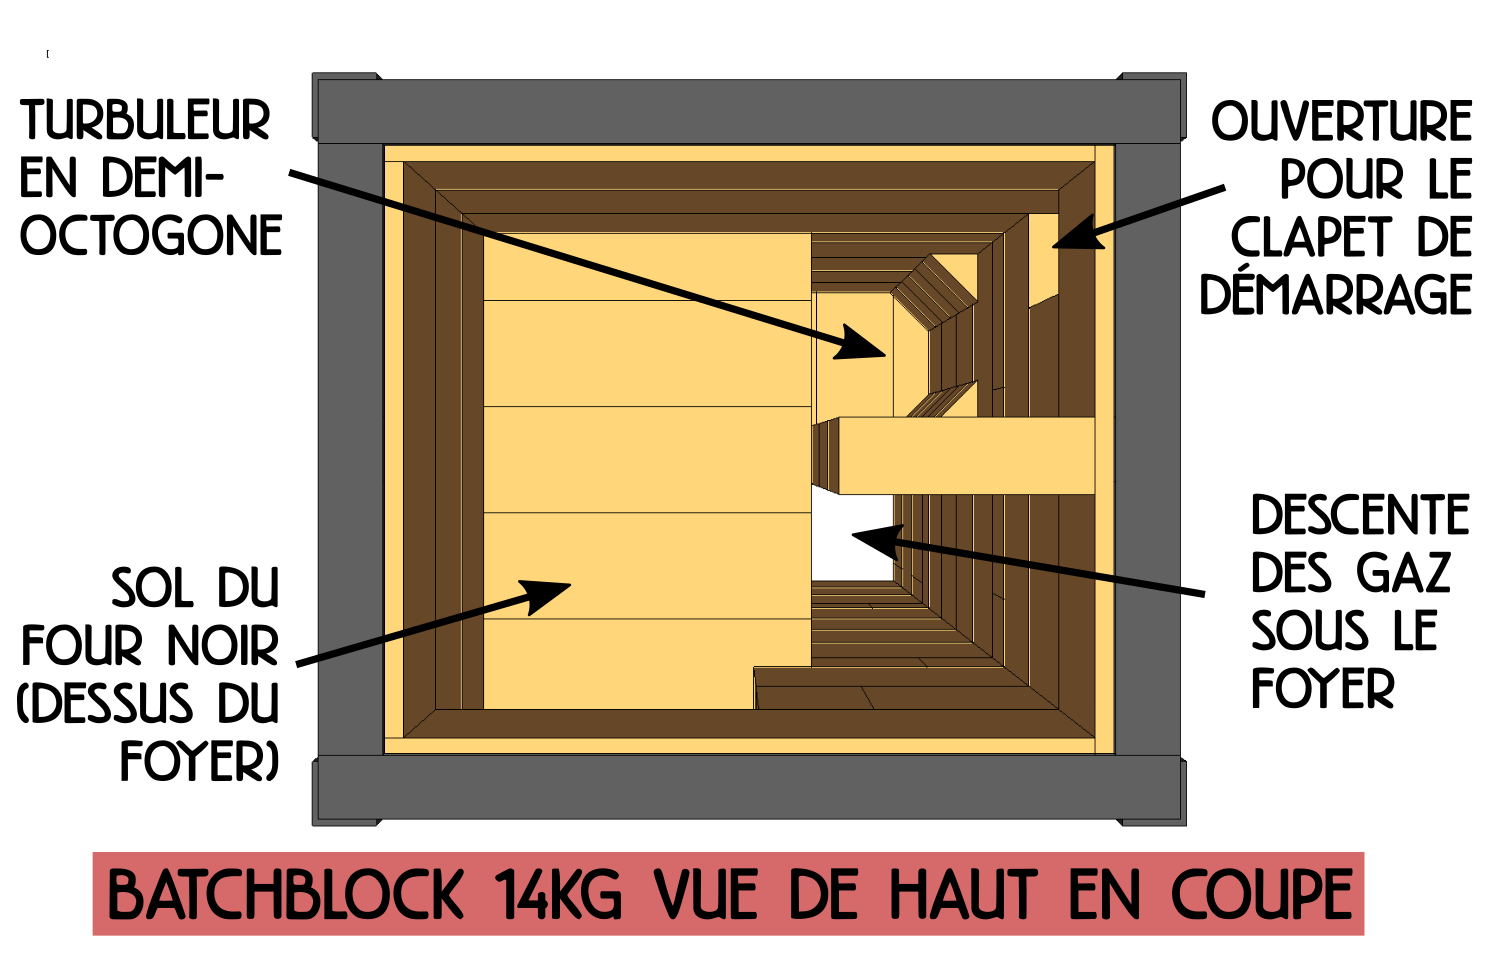 [
TURBULEUR
EN DEMI-
OCTOGONE
OUVERTURE
POUR LE
CLAPET DE
DÉMARRAGE
SOL DU
FOUR NOIR
(DESSUS DU
FOYER)
DESCENTE
DES GAZ
SOUS LE
FOYER
BATCHBLOCK 14KG VUE DE HAUT EN COUPE